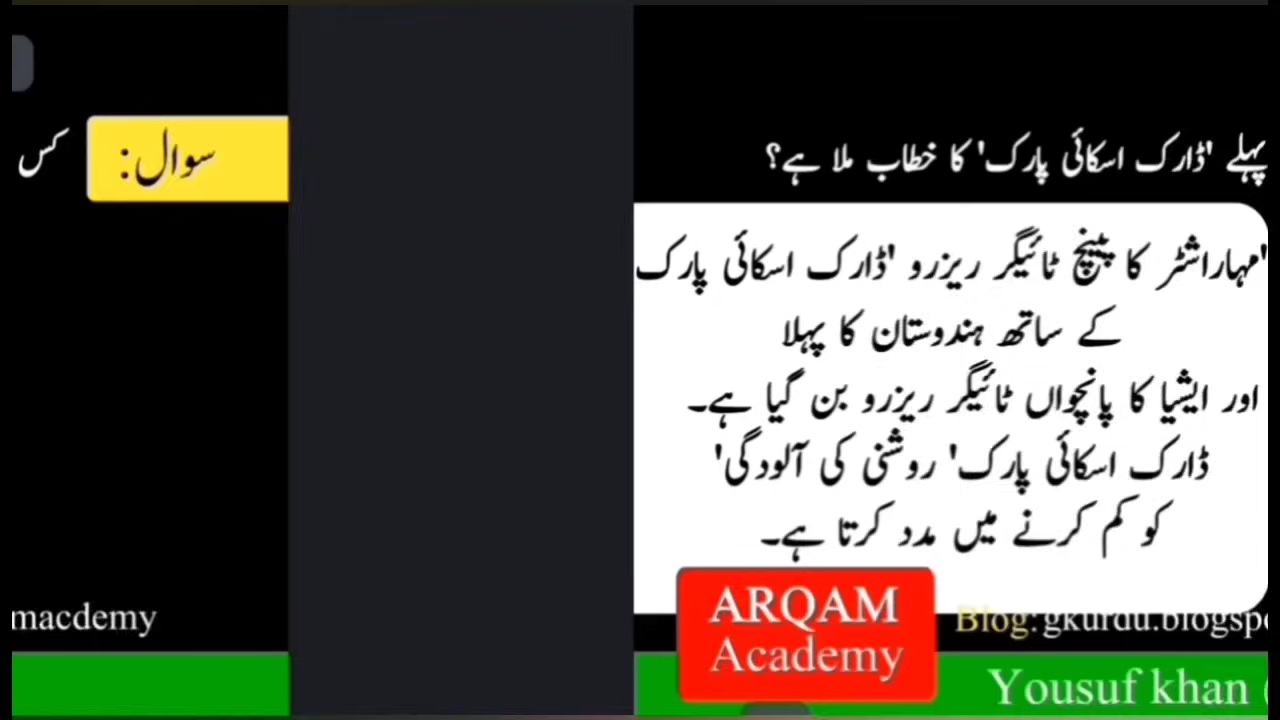 سوال: کس
پہلے 'ڈارک اسکائی پارک' کا خطاب ملا ہے؟
'مہاراشٹر کا پینچ ٹائیگر ریزرو 'ڈارک اسکائی پارک
کے ساتھ ہندوستان کا پہلا
اور ایشیا کا پانچواں ٹائیگر ریزرو بن گیا ہے۔
ڈارک اسکائی پارک' روشنی کی آلودگی'
کو کم کرنے میں مدد کرتا ہے۔
macdemy
ARQAM
Academy
Blog: gkurdu.blogsp
Yousuf khan